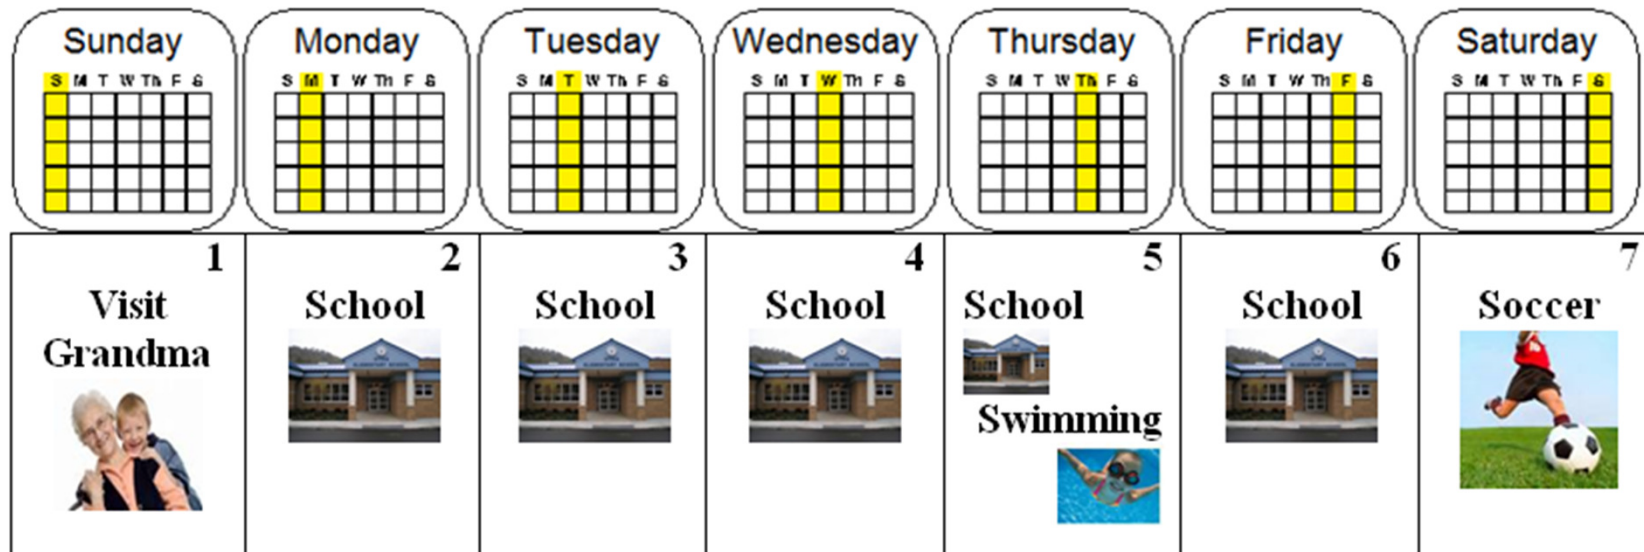 Sunday Monday Tuesday Wednesday Thursday Friday Saturday
S M T W Th F S S M T W Th F S S M T W Th F S S M T W Th F S S M T W Th F S S M T W Th F S S M T W Th F S
1 2 3 4 5 6 7
Visit School School School School School Soccer
Grandma
Swimming